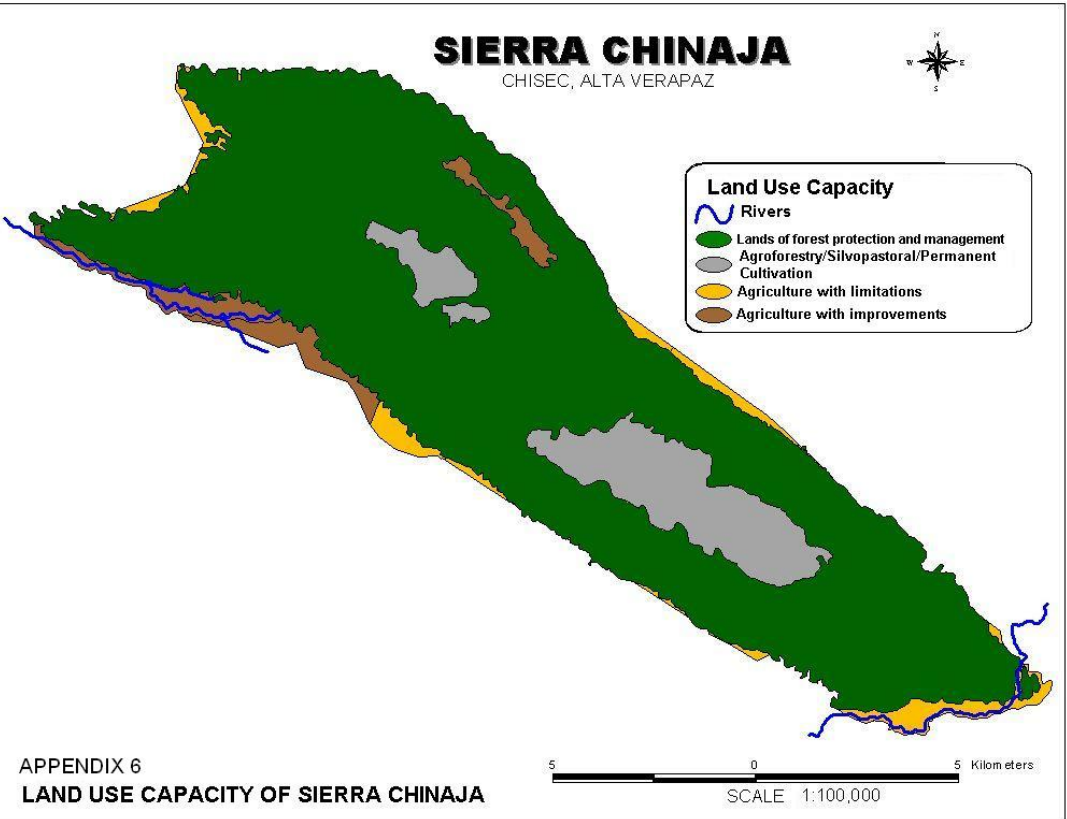 SIERRA CHINAJA
CHISEC, ALTA VERAPAZ
N
W E
S
Land Use Capacity
Rivers
Lands of forest protection and management
Agroforestry/Silvopastoral/Permanent
Cultivation
Agriculture with limitations
Agriculture with improvements
APPENDIX 6
LAND USE CAPACITY OF SIERRA CHINAJA
5 0 5 Kilometers
SCALE 1:100,000